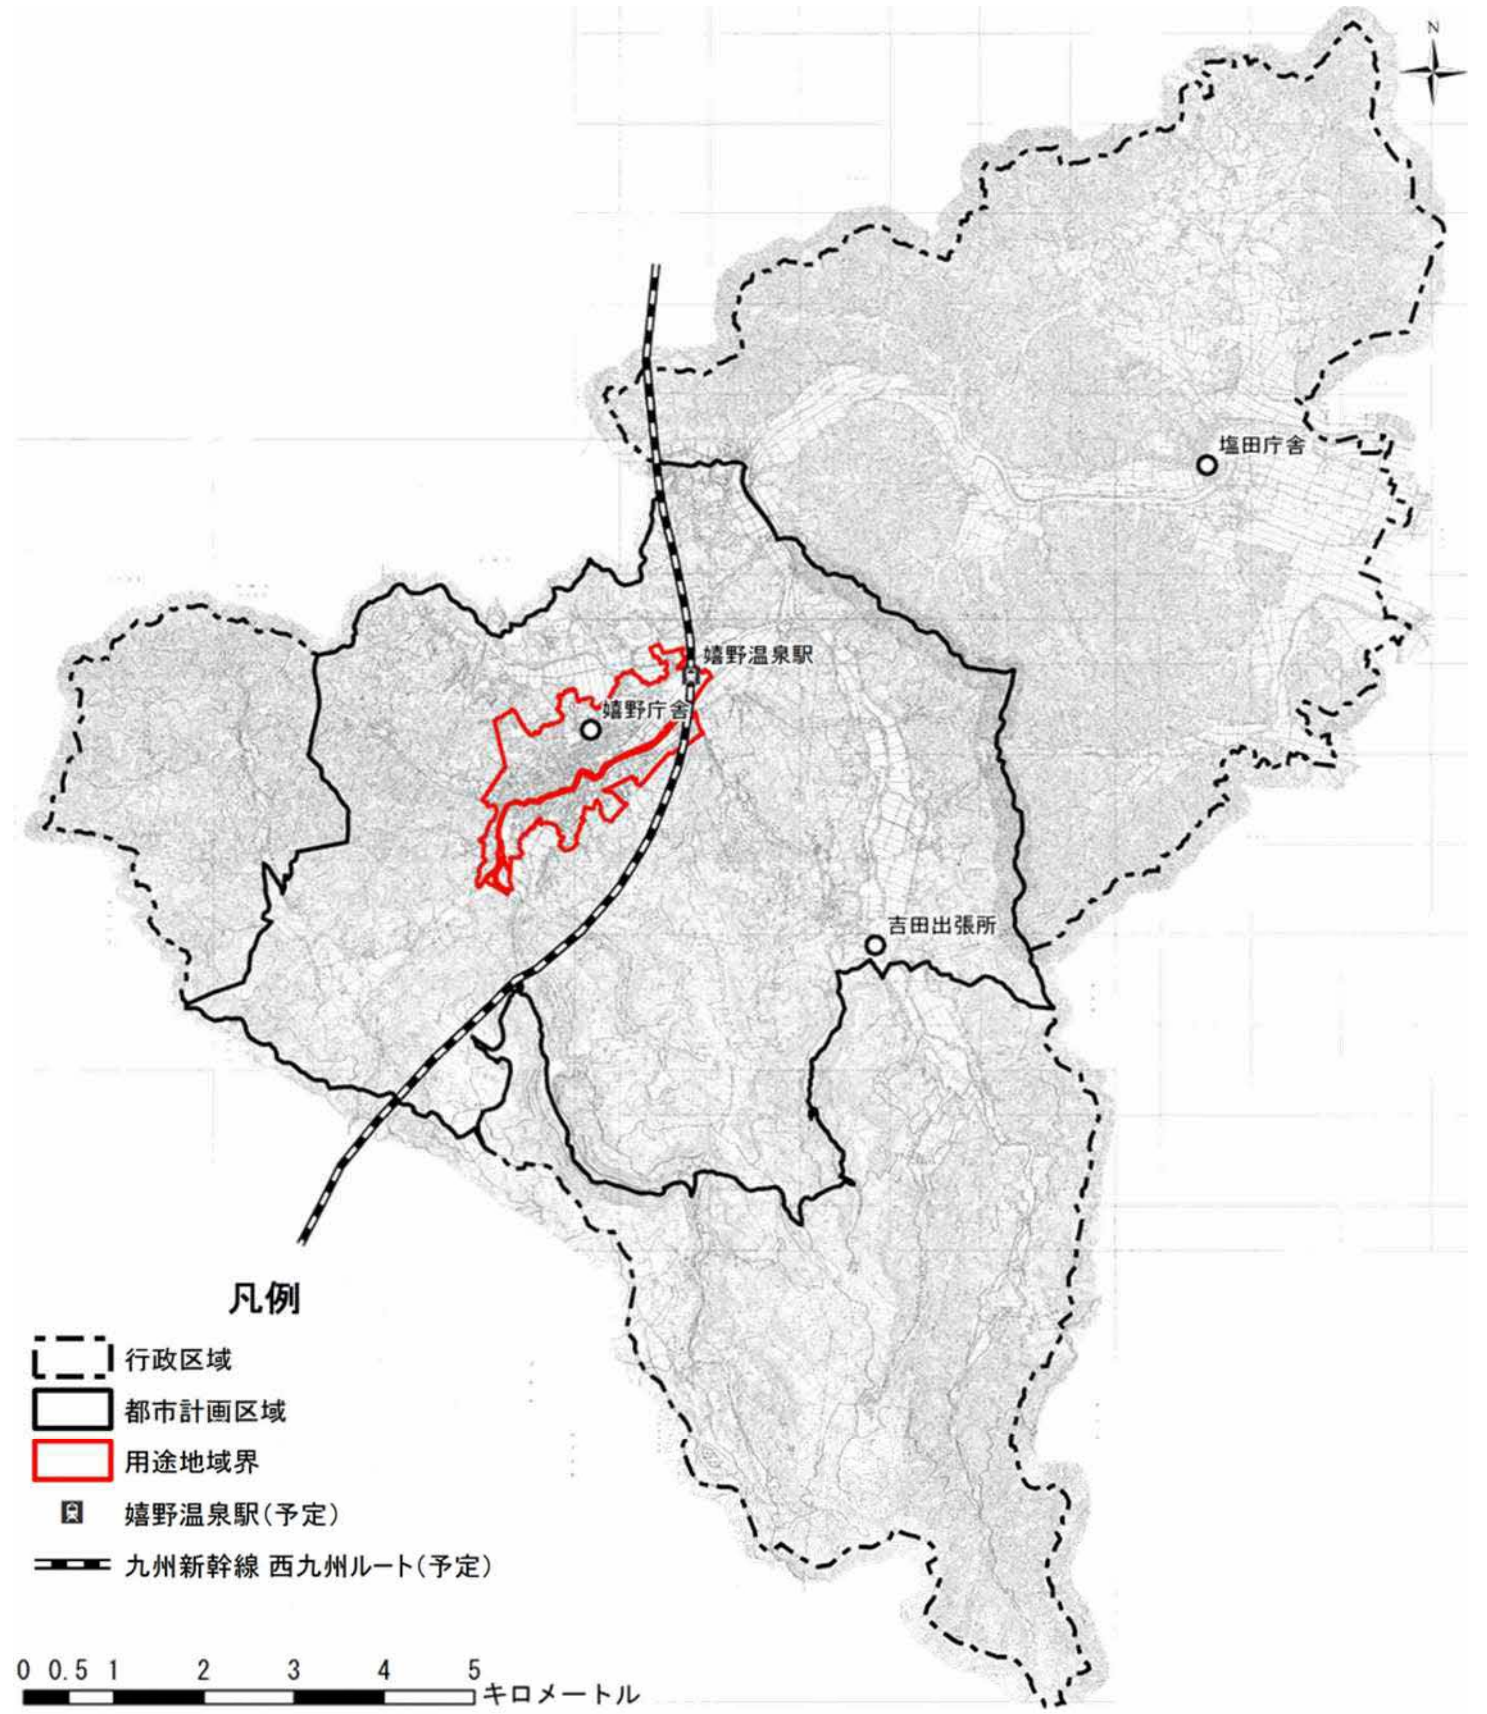 N
塩田庁舎
嬉野温泉駅
嬉野庁舎
吉田出張所
凡例
行政区域
都市計画区域
用途地域界
嬉野温泉駅(予定)
九州新幹線 西九州ルート(予定)
0 0.5 1 2 3 4 5
キロメートル